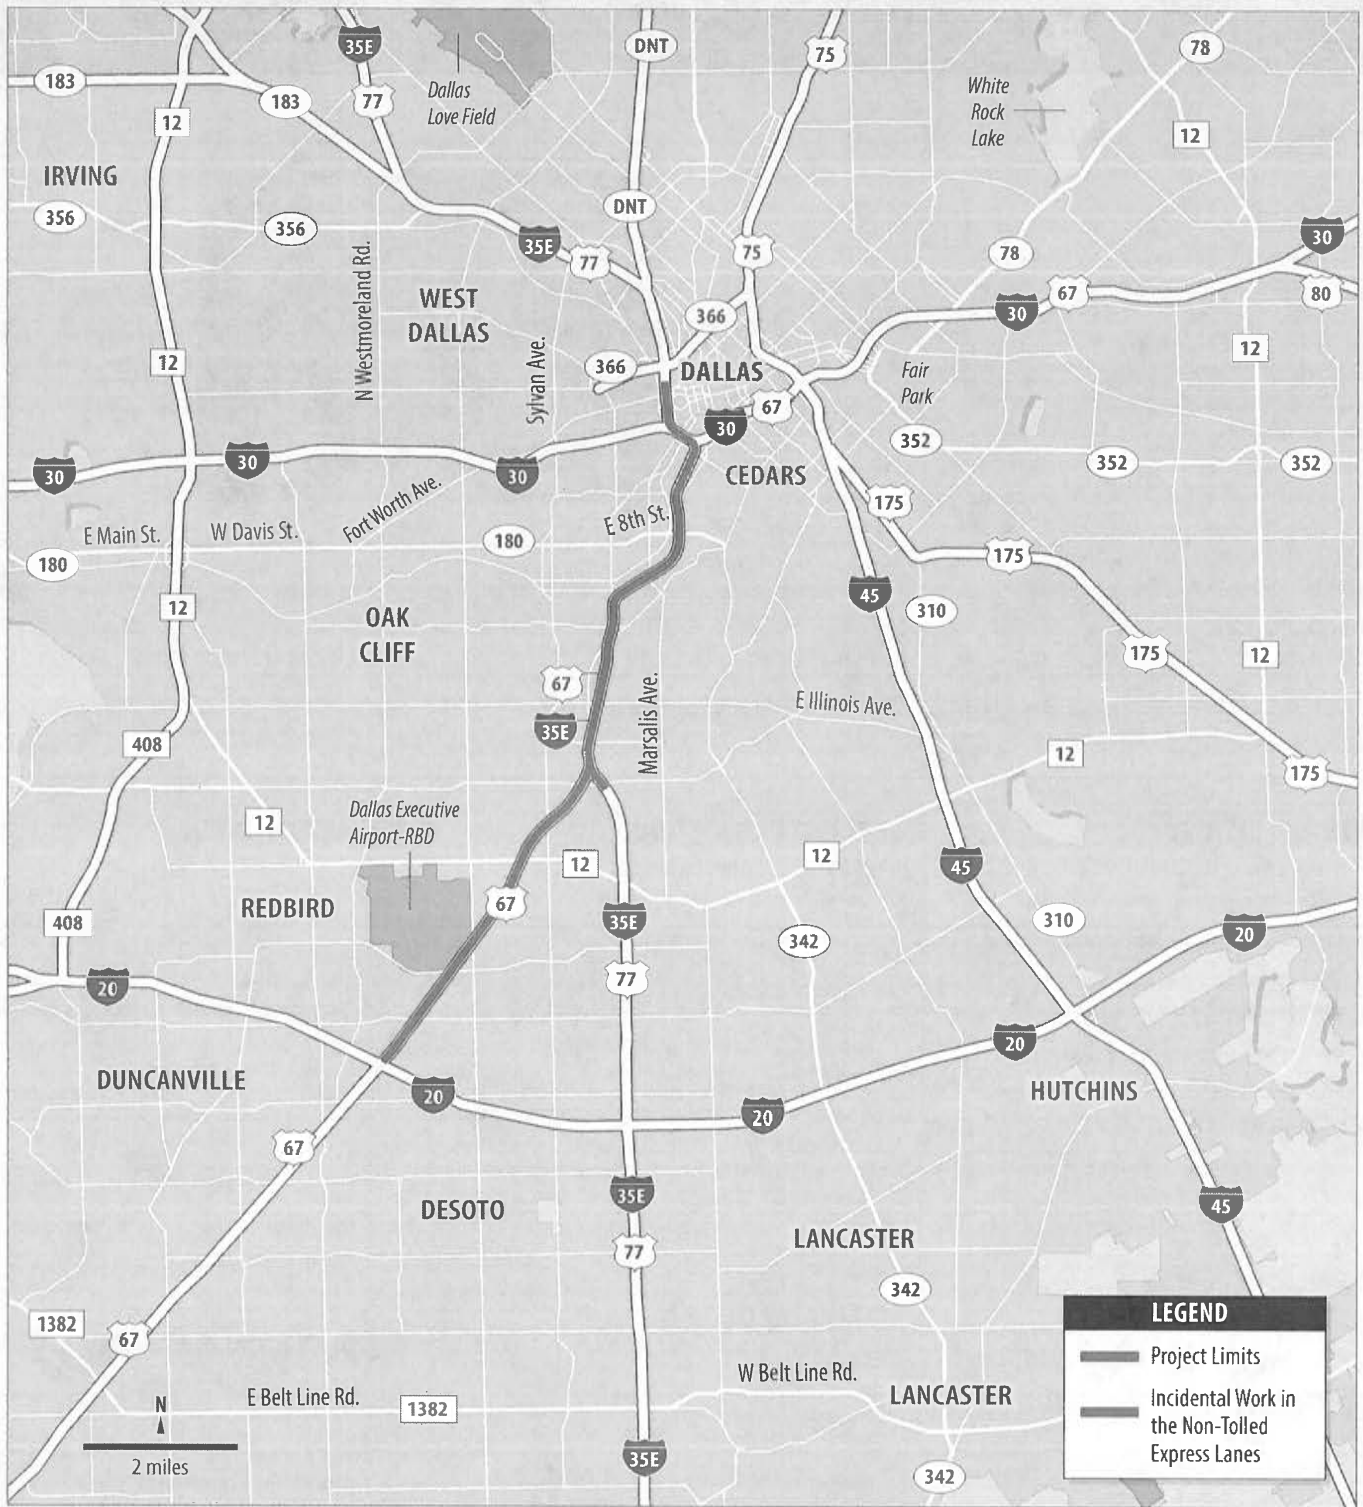 35E
DNT
75
78
183
Dallas
Love Field
White
Rock
Lake
183
77
12
12
IRVING
356
356
DNT
35E
77
75
78
30
67
80
30
N Westmoreland Rd.
WEST
DALLAS
366
12
12
Sylvan Ave.
366
DALLAS
Fair
Park
67
30
352
352
352
30
30
30
CEDARS
175
Fort Worth Ave.
E 8th St.
E Main St.
W Davis St.
180
180
175
45
12
310
OAK
CLIFF
175
12
67
35E
Marsalis Ave.
E Illinois Ave.
408
12
175
Dallas Executive
Airport-RBD
12
12
12
45
REDBIRD
67
408
35E
310
20
342
77
20
20
DUNCANVILLE
20
20
HUTCHINS
67
35E
45
DESOTO
77
LANCASTER
342
1382
67
LEGEND
Project Limits
Incidental Work in
the Non-Tolled
Express Lanes
W Belt Line Rd.
LANCASTER
N
E Belt Line Rd.
1382
2 miles
35E
342